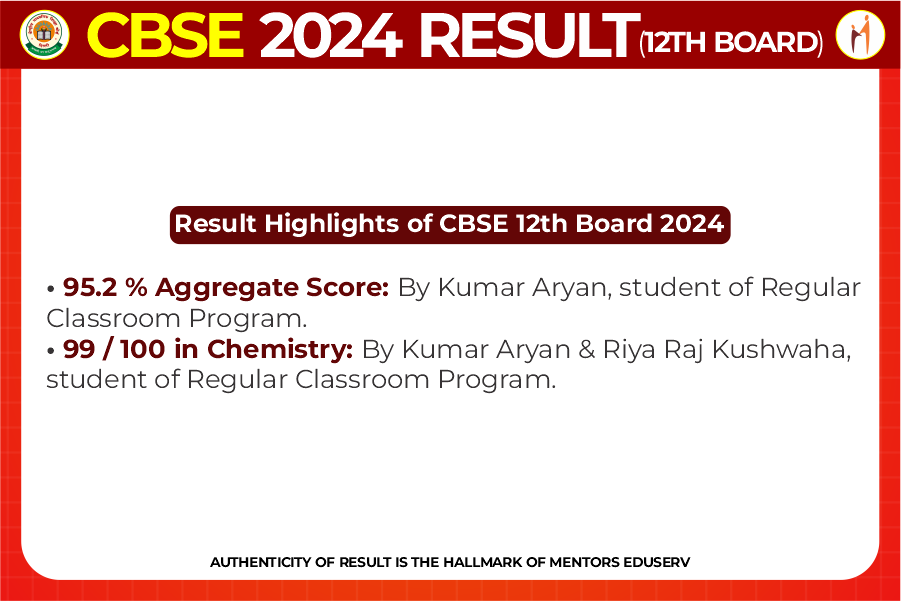 CBSE 2024 RESULT (12TH BOARD)
Result Highlights of CBSE 12th Board 2024
• 95.2 % Aggregate Score: By Kumar Aryan, student of Regular
Classroom Program.
• 99 / 100 in Chemistry: By Kumar Aryan & Riya Raj Kushwaha,
student of Regular Classroom Program.
AUTHENTICITY OF RESULT IS THE HALLMARK OF MENTORS EDUSERV